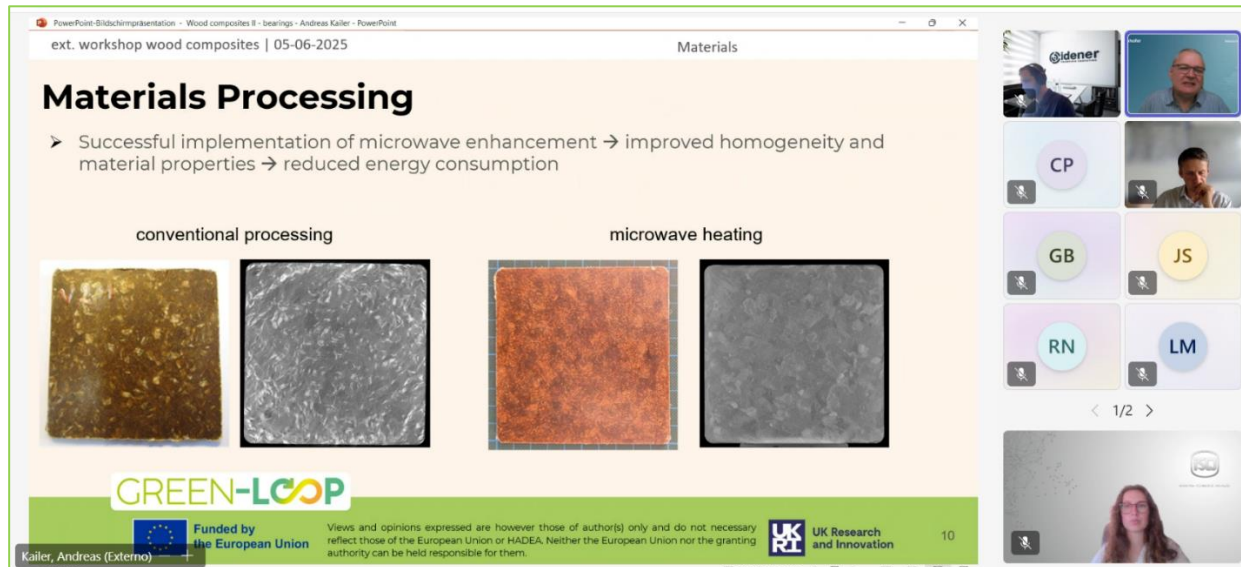 PowerPoint-Bildschirmpräsentation - Wood composites II - bearings - Andreas Kailer - PowerPoint
ext. workshop wood composites | 05-06-2025
Materials
Materials Processing
➤ Successful implementation of microwave enhancement → improved homogeneity and
material properties → reduced energy consumption
conventional processing
microwave heating
GREEN-LOOP
Funded by
the European Union
Views and opinions expressed are however those of author(s) only and do not necessary
reflect those of the European Union or HADEA. Neither the European Union nor the granting
authority can be held responsible for them.
UK
RI
UK Research
and Innovation
10
Kailer, Andreas (Externo)
idener
CP
GB
JS
RN
LM
< 1/2 >